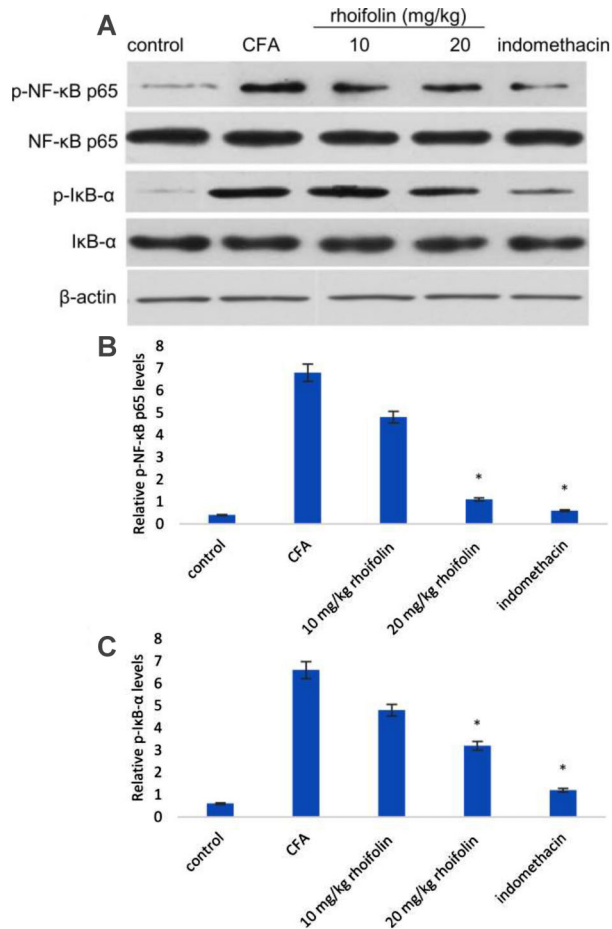 A
rhoifolin (mg/kg)
control CFA 10 20 indomethacin
p-NF-κB p65
NF-κB p65
p-IκB-α
IκB-α
β-actin
B
Relative p-NF-κB p65 levels
8
7
6
5
4
3
2
1
0
* *
control
CFA
10 mg/kg rhoifolin
20 mg/kg rhoifolin
indomethacin
C
Relative p-IκB-α levels
8
7
6
5
4
3
2
1
0
*
*
control
CFA
10 mg/kg rhoifolin
20 mg/kg rhoifolin
indomethacin